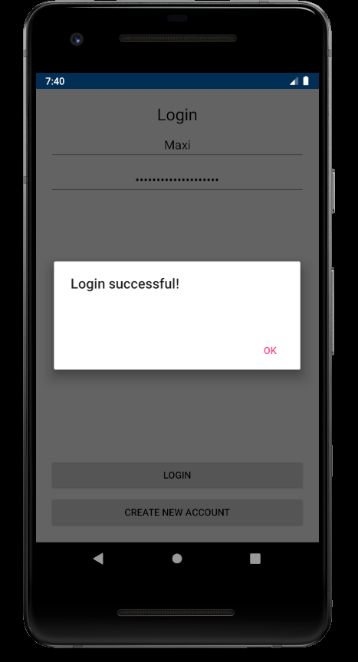 7:40
Login
Maxi
••••••••••••••••••••
Login successful!
OK
LOGIN
CREATE NEW ACCOUNT